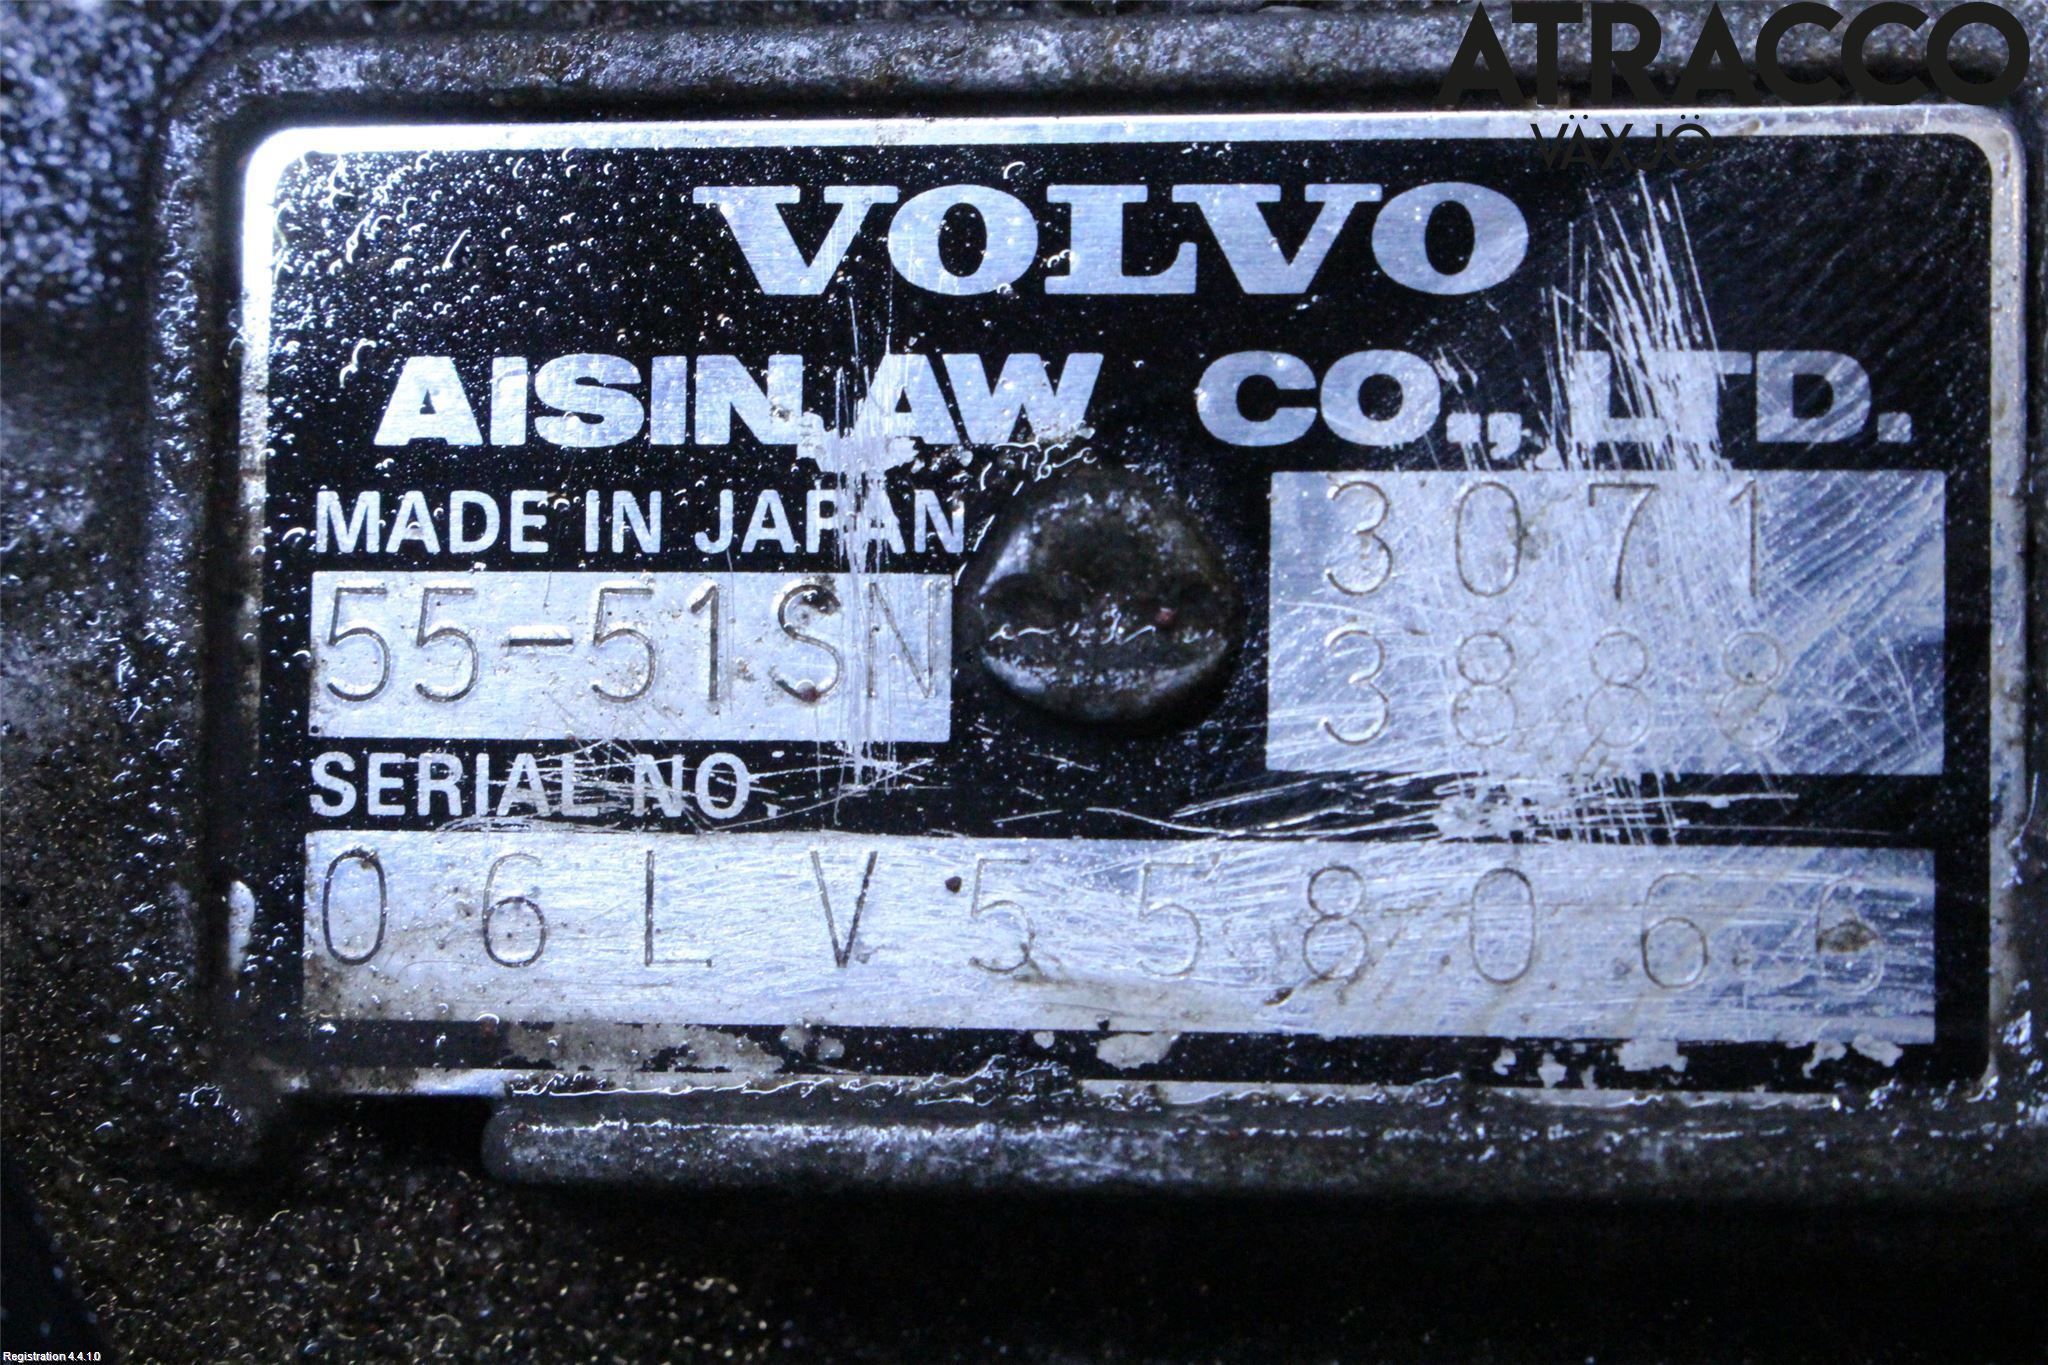 ATRACCO
VÄXJÖ
VOLVO
AISIN AW CO., LTD.
MADE IN JAPAN
3071
55-51SN
3888
SERIAL NO.
06LV558066
Registration 4.4.1.0